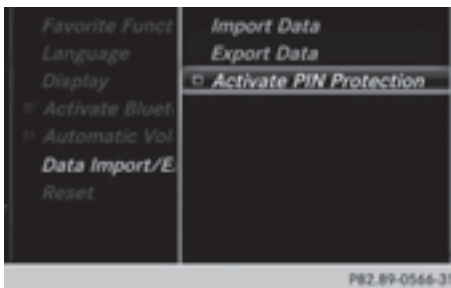 Favorite Funct
Language
Display
Activate Bluet
Automatic Vol
Data Import/E
Reset
Import Data
Export Data
Activate PIN Protection
P82.89-0566-31